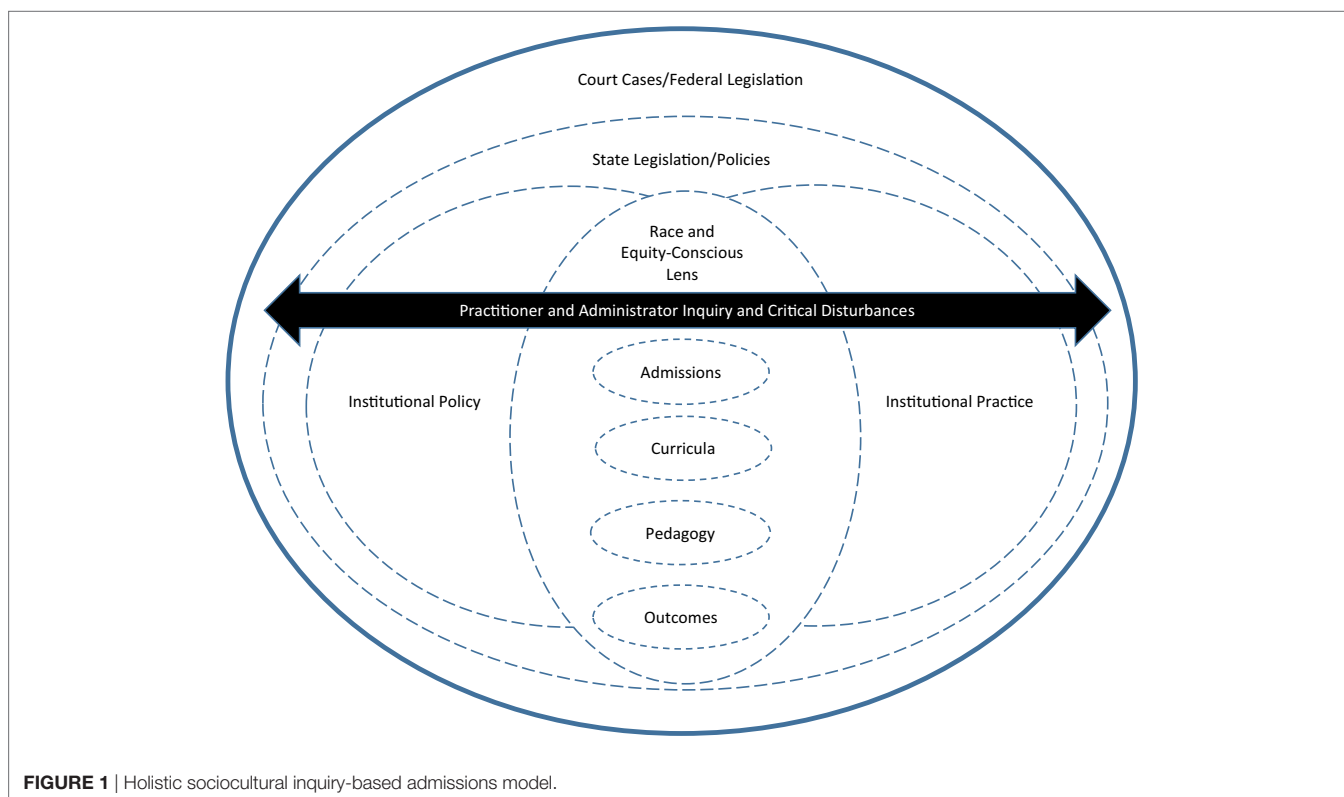 Court Cases/Federal Legislation
State Legislation/Policies
Race and
Equity-Conscious
Lens
Practitioner and Administrator Inquiry and Critical Disturbances
Admissions
Institutional Policy
Institutional Practice
Curricula
Pedagogy
Outcomes
FIGURE 1 | Holistic sociocultural inquiry-based admissions model.